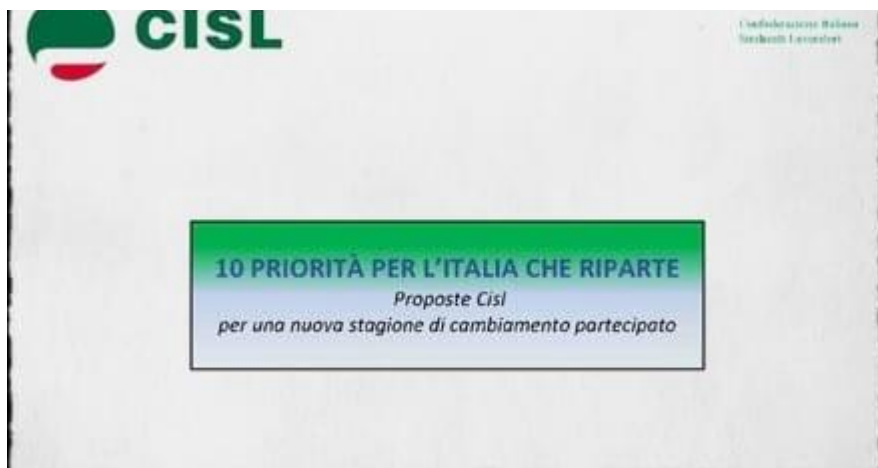 CISL
Confederazione Italiana
Sindacati Lavoratori
10 PRIORITÀ PER L'ITALIA CHE RIPARTE
Proposte Cisl
per una nuova stagione di cambiamento partecipato